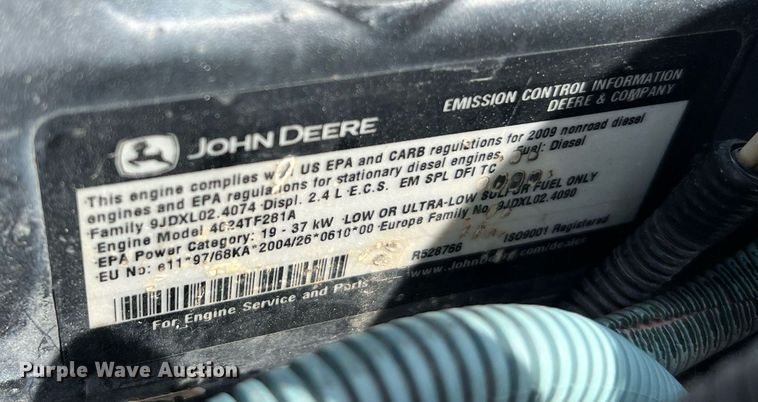 EMISSION CONTROL INFORMATION
DEERE & COMPANY
JOHN DEERE
This engine complies w US EPA and CARB regulations for 2009 nonroad diesel
engines and EPA regulations for stationary diesel engines. Fuel: Diesel
Family 9JDXL02.4074 Displ. 2.4 L E.C.S. EM SPL DFI TC
Engine Model 4024TF281A
EPA Power Category: 19 - 37 kW LOW OR ULTRA-LOW SULFUR FUEL ONLY
EU No: e11*97/68KA*2004/26*0610*00 Europe Family No. 9JDXL02.4090
R528766 ISO9001 Registered
www.JohnDeere.com/dealer
For Engine Service and Parts
Purple Wave Auction